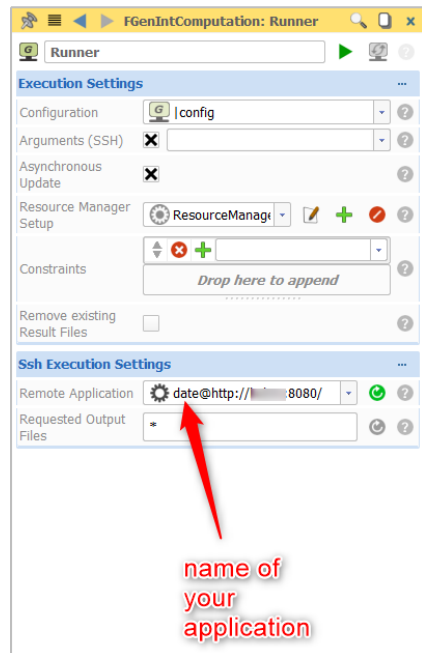 FGenIntComputation: Runner
Runner
Execution Settings
Configuration
|config
Arguments (SSH)
Asynchronous
Update
Resource Manager
Setup
ResourceManage
Constraints
Drop here to append
Remove existing
Result Files
Ssh Execution Settings
Remote Application
date@http:// :8080/
Requested Output
Files
*
name of
your
application